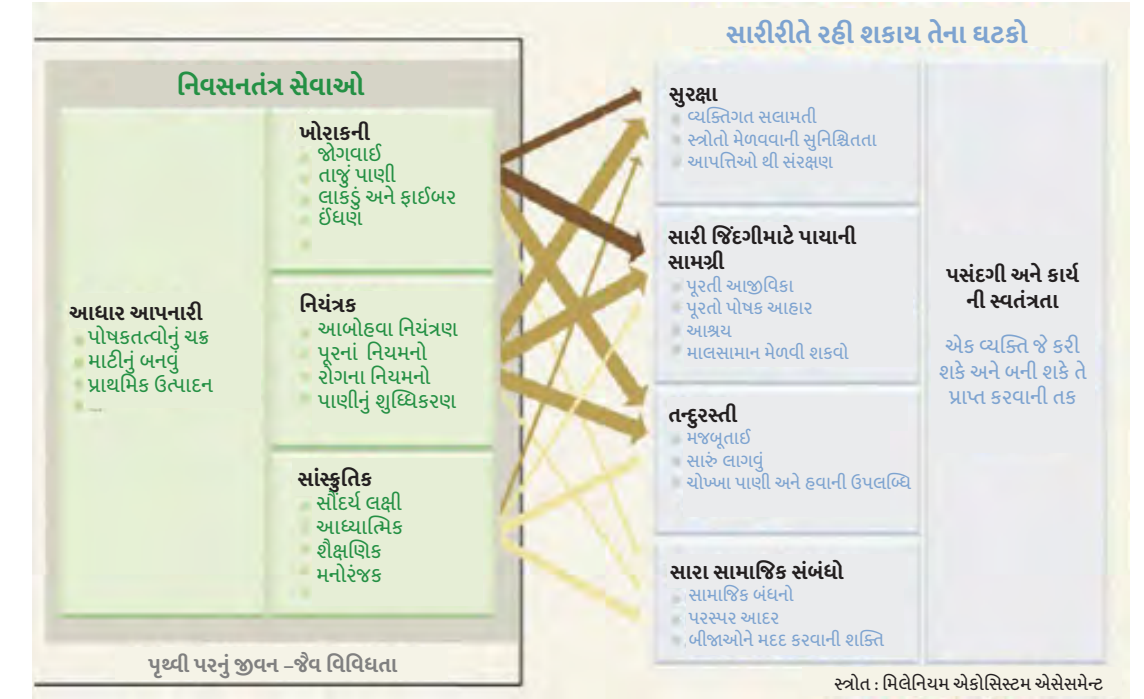 નિવસનતંત્ર સેવાઓ
આધાર આપનારી
પોષકતત્વોનું ચક્ર
માટીનું બનવું
પ્રાથમિક ઉત્પાદન
....
ખોરાકની
જોગવાઈ
તાજું પાણી
લાકડું અને ફાઈબર
ઈંધણ
નિયંત્રક
આબોહવા નિયંત્રણ
પૂરનાં નિયમનો
રોગના નિયમનો
પાણીનું શુધ્ધિકરણ
સાંસ્કૃતિક
સૌંદર્ય લક્ષી
આધ્યાત્મિક
શૈક્ષણિક
મનોરંજક
પૃથ્વી પરનું જીવન –જૈવ વિવિધતા
સારીરીતે રહી શકાય તેના ઘટકો
સુરક્ષા
વ્યક્તિગત સલામતી
સ્ત્રોતો મેળવવાની સુનિશ્ચિતતા
આપત્તિઓ થી સંરક્ષણ
સારી જિંદગીમાટે પાયાની
સામગ્રી
પૂરતી આજીવિકા
પૂરતો પોષક આહાર
આશ્રય
માલસામાન મેળવી શકવો
તન્દુરસ્તી
મજબૂતાઈ
સારું લાગવું
ચોખ્ખા પાણી અને હવાની ઉપલબ્ધિ
સારા સામાજિક સંબંધો
સામાજિક બંધનો
પરસ્પર આદર
બીજાઓને મદદ કરવાની શક્તિ
પસંદગી અને કાર્ય
ની સ્વતંત્રતા
એક વ્યક્તિ જે કરી
શકે અને બની શકે તે
પ્રાપ્ત કરવાની તક
સ્ત્રોત : મિલેનિયમ એકોસિસ્ટમ એસેસમેન્ટ